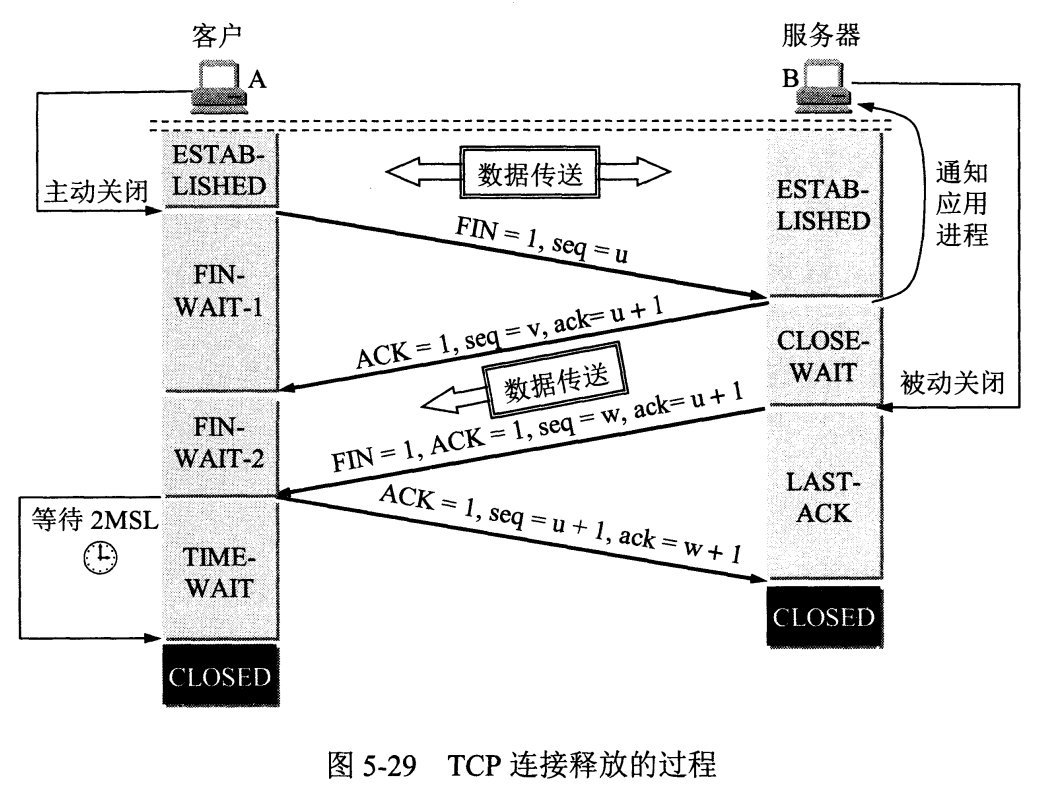 客户
服务器
A
B
ESTAB-
LISHED
数据传送
主动关闭
ESTAB-
LISHED
通知
应用
进程
FIN = 1, seq = u
FIN-
WAIT-1
ACK = 1, seq = v, ack= u + 1
CLOSE-
WAIT
数据传送
被动关闭
FIN-
WAIT-2
FIN = 1, ACK = 1, seq = w, ack= u + 1
LAST-
ACK
等待 2MSL
ACK = 1, seq = u + 1, ack = w + 1
TIME-
WAIT
CLOSED
CLOSED
图 5-29 TCP 连接释放的过程